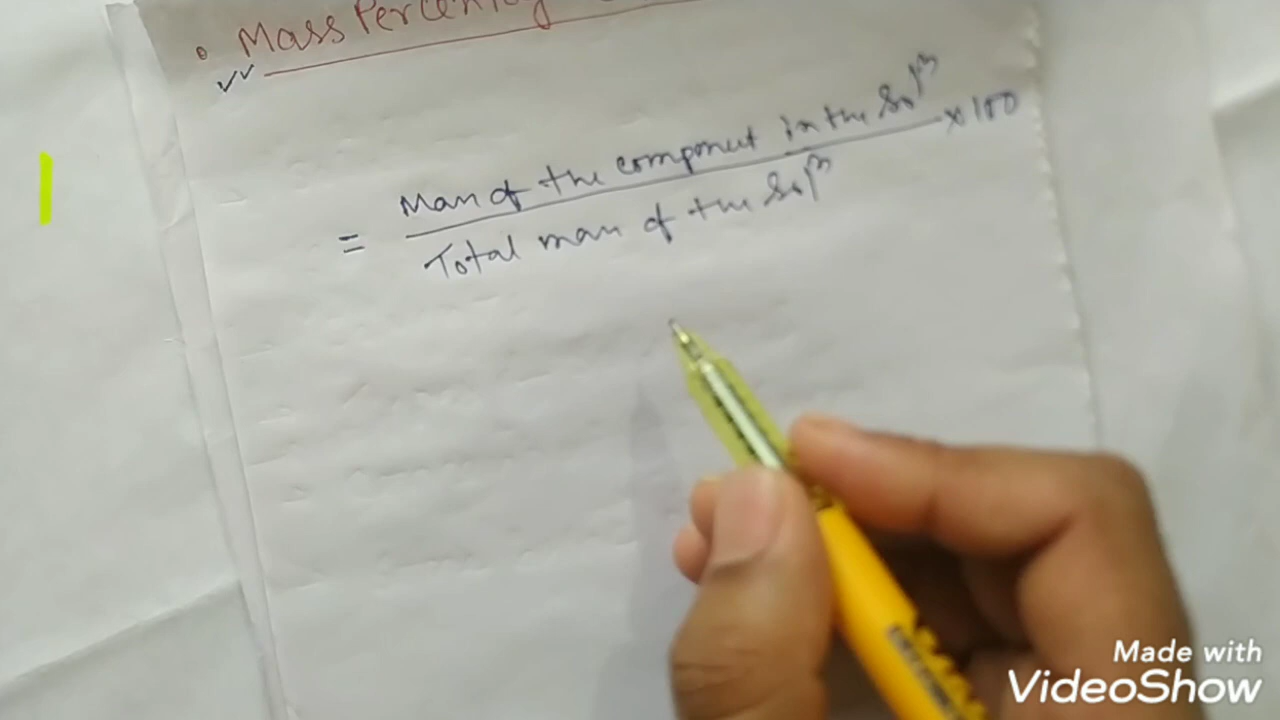 • Mass Percentag
= Mass of the component in the Solⁿ × 100
Total mass of the Solⁿ
Made with
VideoShow